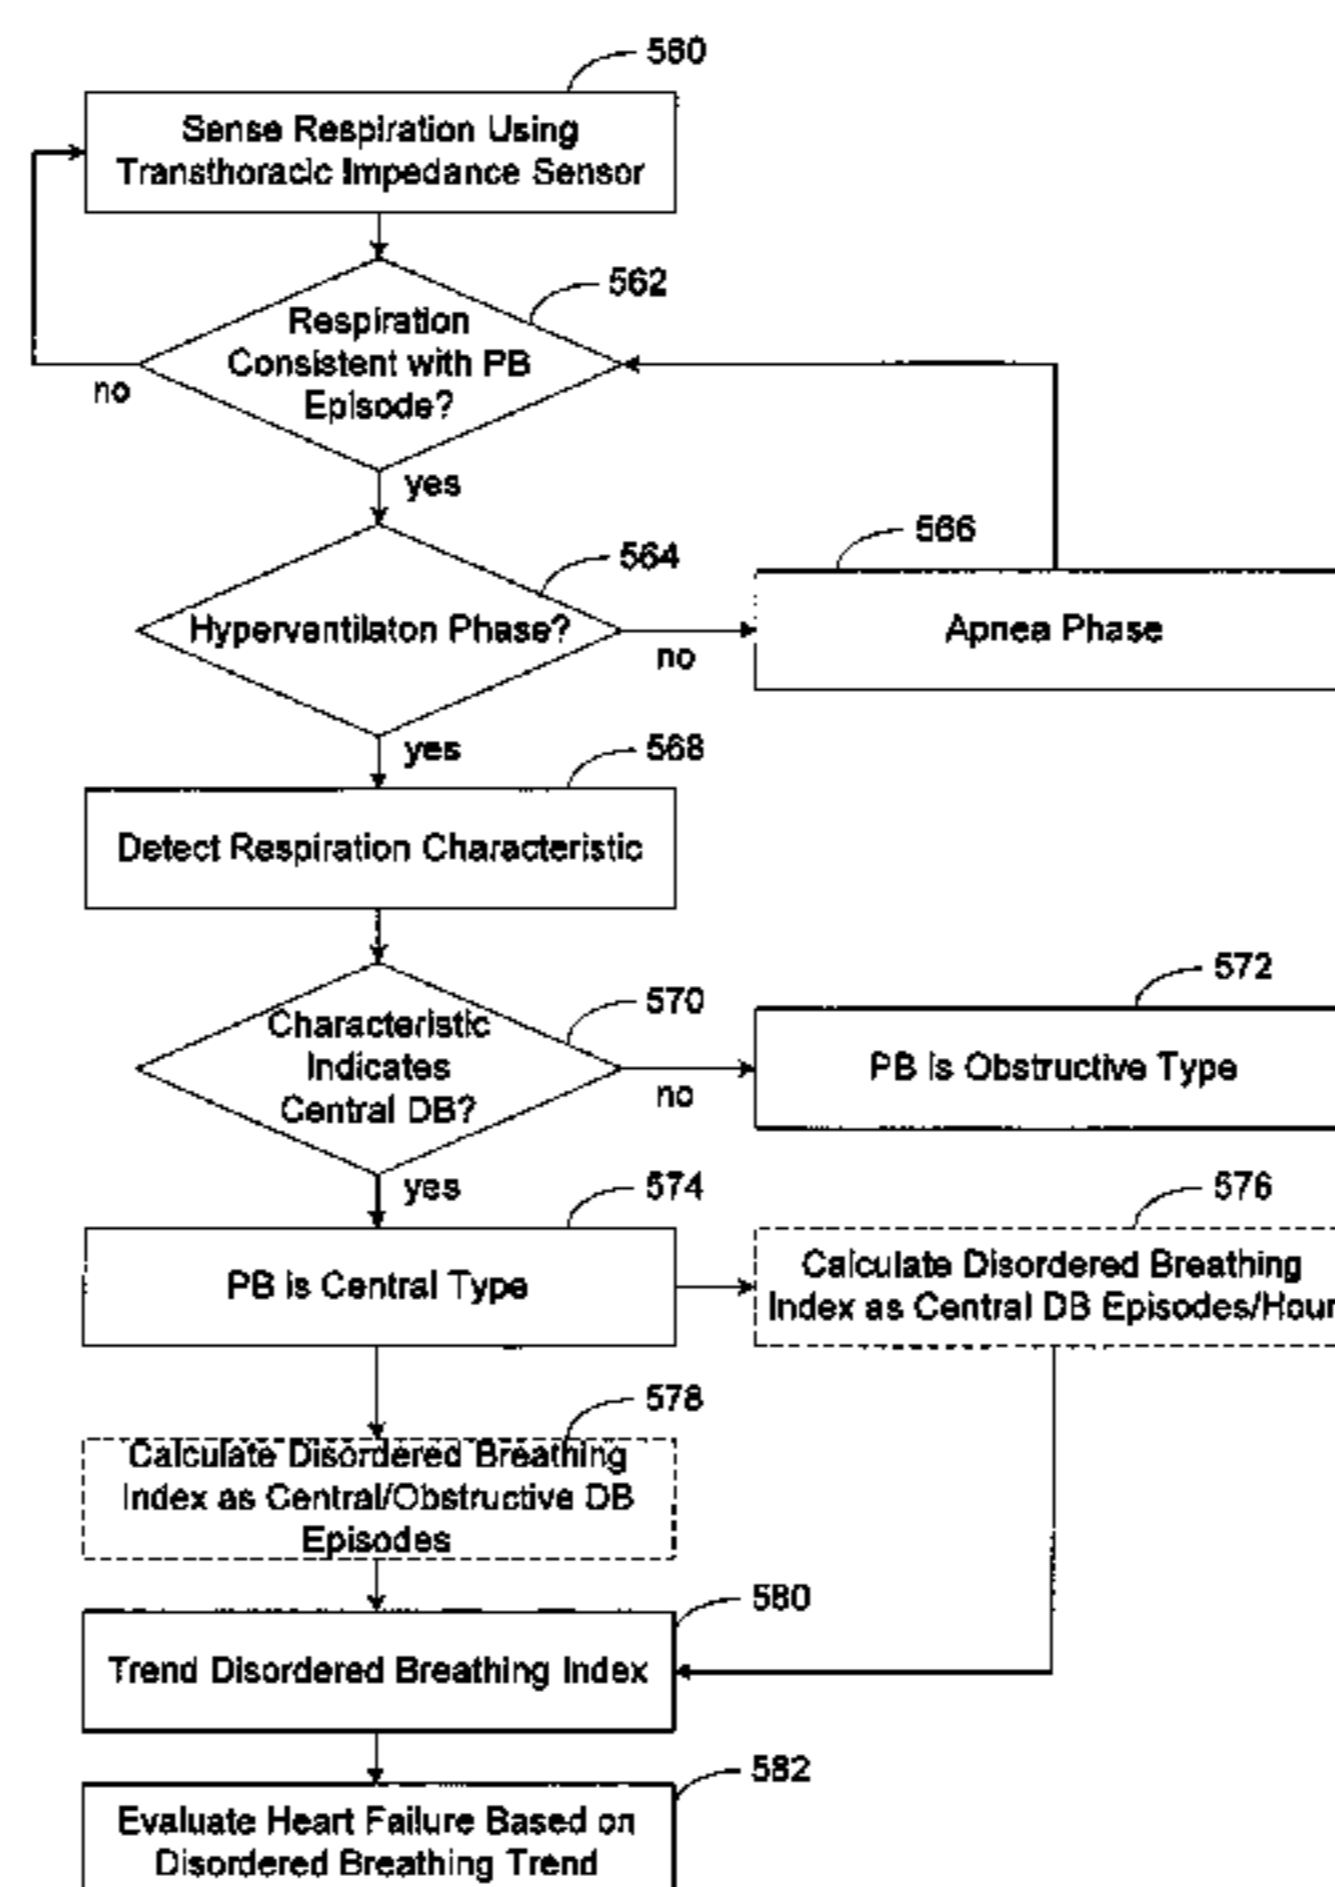 560
Sense Respiration Using
Transthoracic Impedance Sensor
562
Respiration
Consistent with PB
Episode?
no
yes
564
566
Hyperventilaton Phase?
no
Apnea Phase
yes
568
Detect Respiration Characteristic
570
572
Characteristic
Indicates
Central DB?
no
PB is Obstructive Type
yes
574
576
PB is Central Type
Calculate Disordered Breathing
Index as Central DB Episodes/Hour
578
Calculate Disordered Breathing
Index as Central/Obstructive DB
Episodes
580
Trend Disordered Breathing Index
582
Evaluate Heart Failure Based on
Disordered Breathing Trend